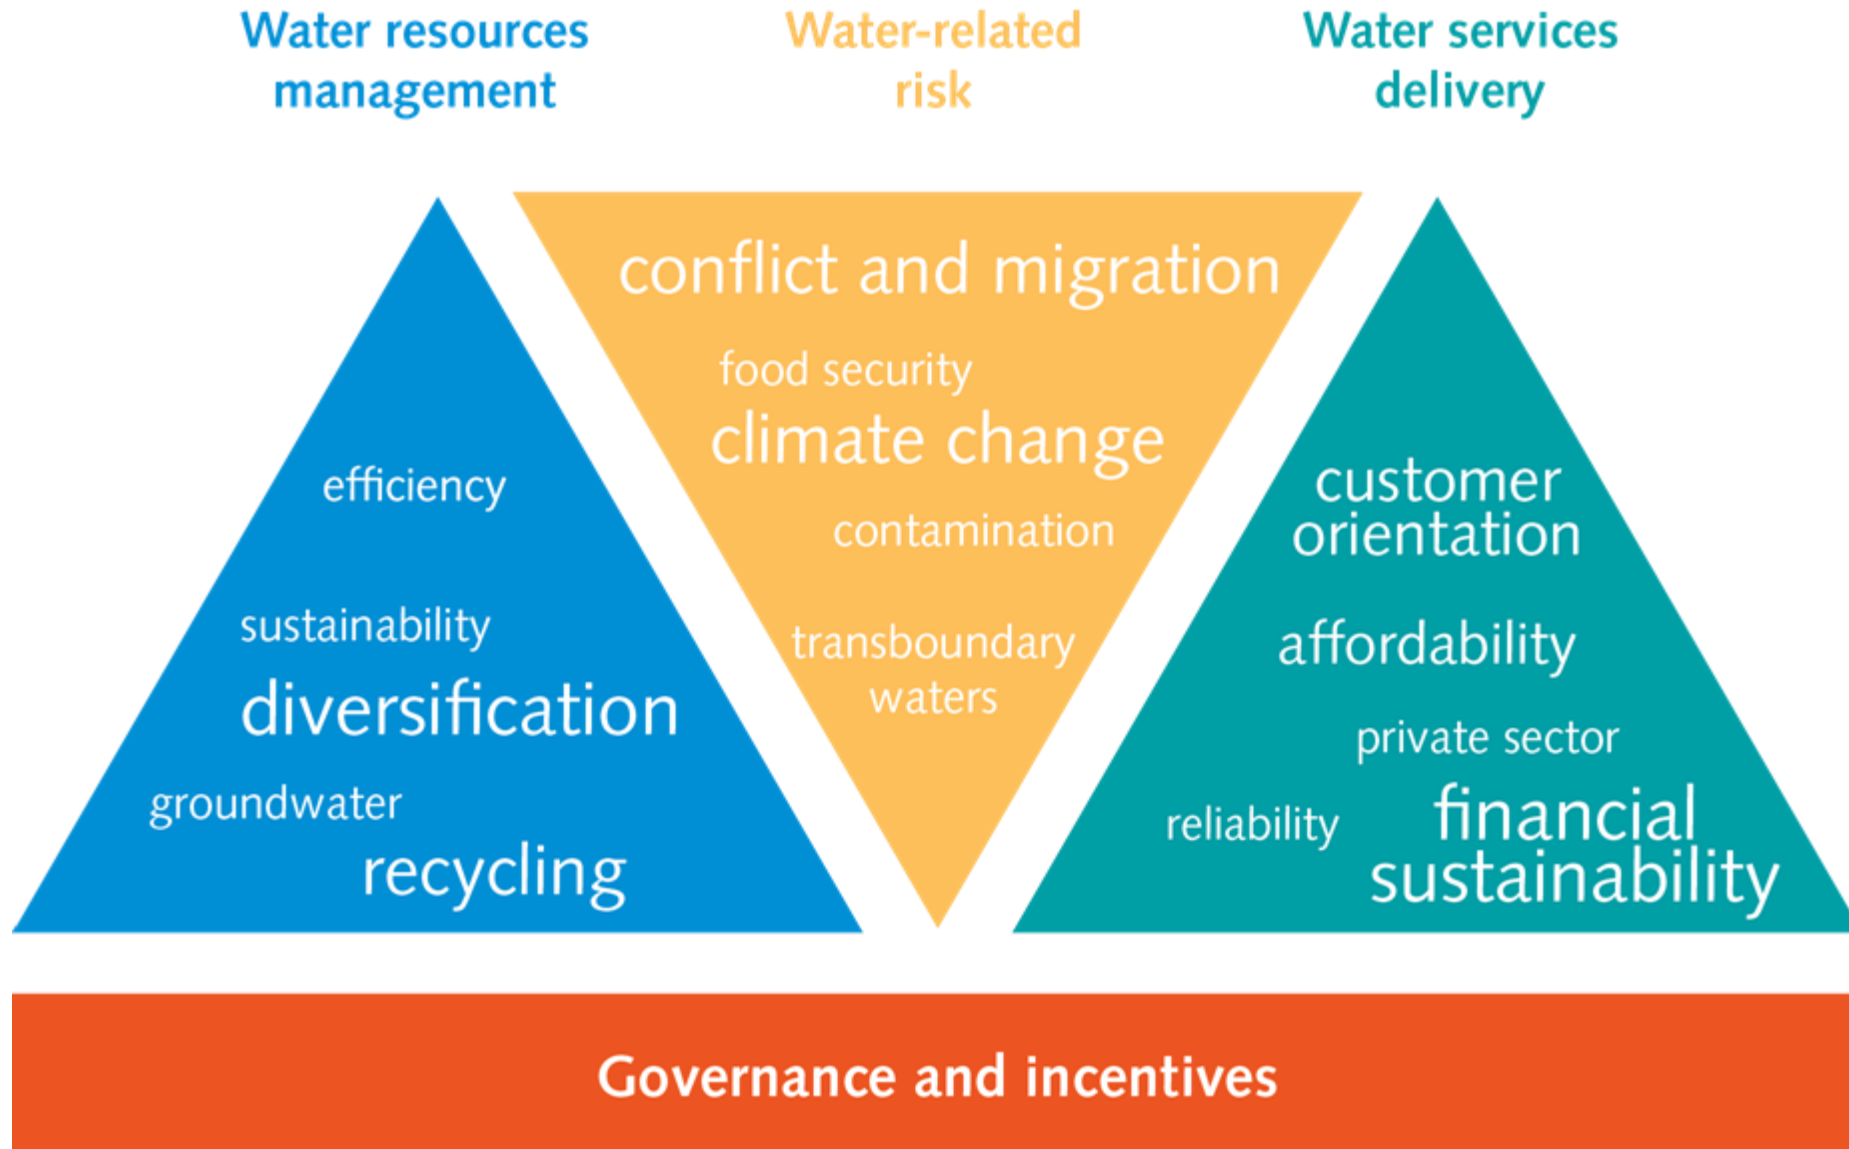 Water resources
management
Water-related
risk
Water services
delivery
efficiency
sustainability
diversification
groundwater
recycling
conflict and migration
food security
climate change
contamination
transboundary
waters
customer
orientation
affordability
private sector
reliability
financial
sustainability
Governance and incentives